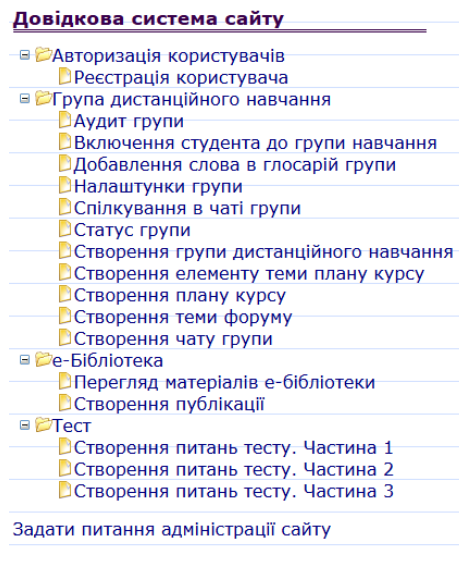 Довідкова система сайту
Авторизація користувачів
Реєстрація користувача
Група дистанційного навчання
Аудит групи
Включення студента до групи навчання
Добавлення слова в глосарій групи
Налаштунки групи
Спілкування в чаті групи
Статус групи
Створення групи дистанційного навчання
Створення елементу теми плану курсу
Створення плану курсу
Створення теми форуму
Створення чату групи
е-Бібліотека
Перегляд матеріалів е-бібліотеки
Створення публікації
Тест
Створення питань тесту. Частина 1
Створення питань тесту. Частина 2
Створення питань тесту. Частина 3
Задати питання адміністрації сайту